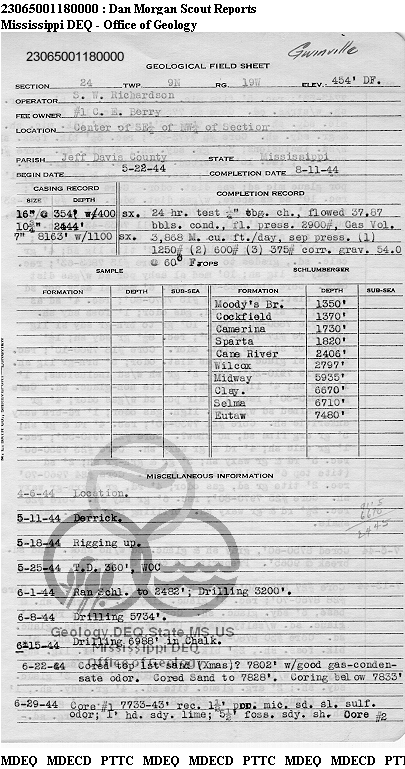 23065001180000 : Dan Morgan Scout Reports
Mississippi DEQ - Office of Geology
23065001180000
Gwinville
GEOLOGICAL FIELD SHEET
SECTION 24 TWP 9N RG. 19W ELEV. 454' DF.
OPERATOR S. W. Richardson
FEE OWNER #1 C. E. Berry
LOCATION Center of SE¼ of NW¼ of Section
PARISH Jeff Davis County STATE Mississippi
BEGIN DATE 5-22-44 COMPLETION DATE 8-11-44
CASING RECORD COMPLETION RECORD
SIZE DEPTH
16" @ 354' w/400 sx. 24 hr. test ¼" tbg. ch., flowed 37.87
10¾" 2444' bbls. cond., fl. press. 2900#, Gas Vol.
7" 8163' w/1100 sx. 3,868 M. cu. ft./day, sep press. (1)
1250# (2) 600# (3) 375# corr. grav. 54.0
@ 60° F. TOPS
SAMPLE SCHLUMBERGER
FORMATION DEPTH SUB-SEA FORMATION DEPTH SUB-SEA
Moody's Br. 1350'
Cockfield 1370'
Camerina 1730'
Sparta 1820'
Cane River 2406'
Wilcox 2797'
Midway 5935'
Clay. 6670'
Selma 6710'
Eutaw 7480'
MISCELLANEOUS INFORMATION
4-6-44 Location.
5-11-44 Derrick.
5-18-44 Rigging up.
5-25-44 T.D. 360', WOC
6-1-44 Ran Schl. to 2482'; Drilling 3200'.
6-8-44 Drilling 5734'.
Geology.DEQ.State.MS.US
6-15-44 Drilling 6988' in Chalk.
Mississippi DEQ
Office of Geology
6-22-44 Cored top 1st sand (Xmas)? 7802' w/good gas-conden-
sate odor. Cored Sand to 7828'. Coring below 7833'
6-29-44 Core #1 7733-43' rec. 1½' ppn. mic. sd. sl. sulf.
odor; 1' hd. sdy. lime; 5½' foss. sdy. sh. Core #2
MDEQ MDECD PTTC MDEQ MDECD PTTC MDEQ MDECD PTT